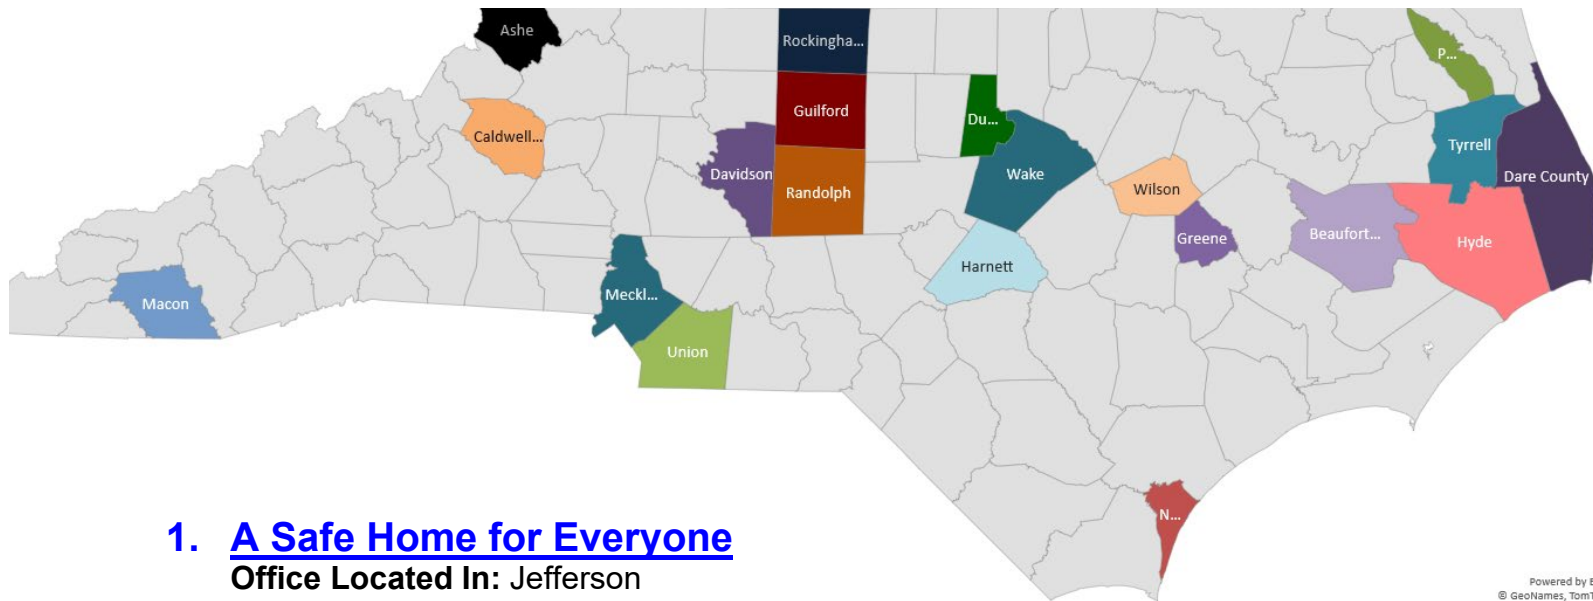 Ashe
Rockingha...
P...
Guilford
Du...
Caldwell...
Tyrrell
Davidson
Wake
Dare County
Randolph
Wilson
Greene
Beaufort...
Hyde
Harnett
Macon
Meckl...
Union
N...
1. A Safe Home for Everyone
Office Located In: Jefferson
Powered by B
© GeoNames, TomT